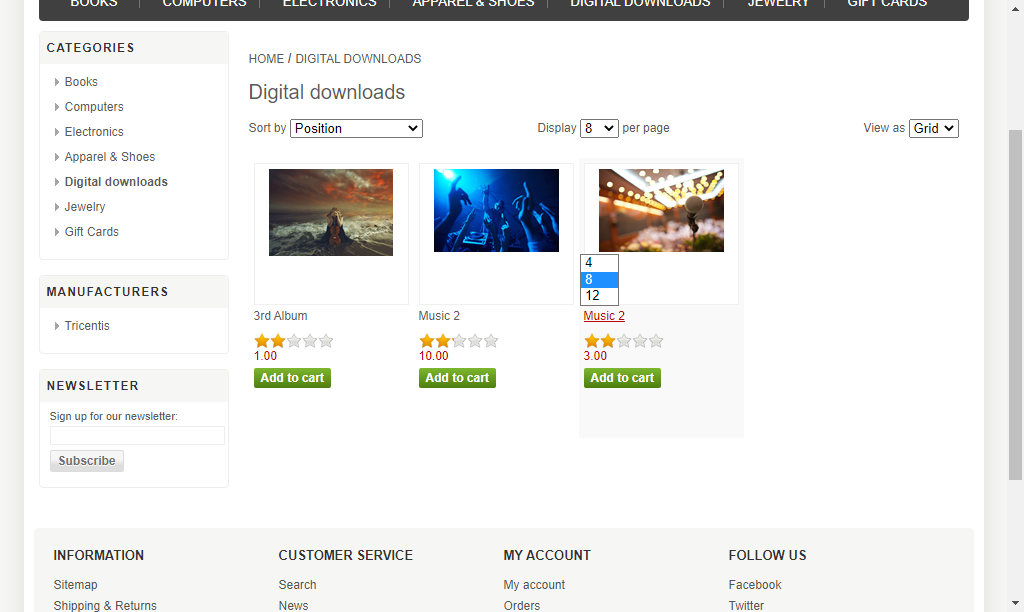 BOOKS COMPUTERS ELECTRONICS APPAREL & SHOES DIGITAL DOWNLOADS JEWELRY GIFT CARDS
CATEGORIES
Books
Computers
Electronics
Apparel & Shoes
Digital downloads
Jewelry
Gift Cards
MANUFACTURERS
Tricentis
NEWSLETTER
Sign up for our newsletter:
Subscribe
HOME / DIGITAL DOWNLOADS
Digital downloads
Sort by Position Display 8 per page View as Grid
4
8
12
3rd Album Music 2 Music 2
1.00 10.00 3.00
Add to cart Add to cart Add to cart
INFORMATION CUSTOMER SERVICE MY ACCOUNT FOLLOW US
Sitemap Search My account Facebook
Shipping & Returns News Orders Twitter